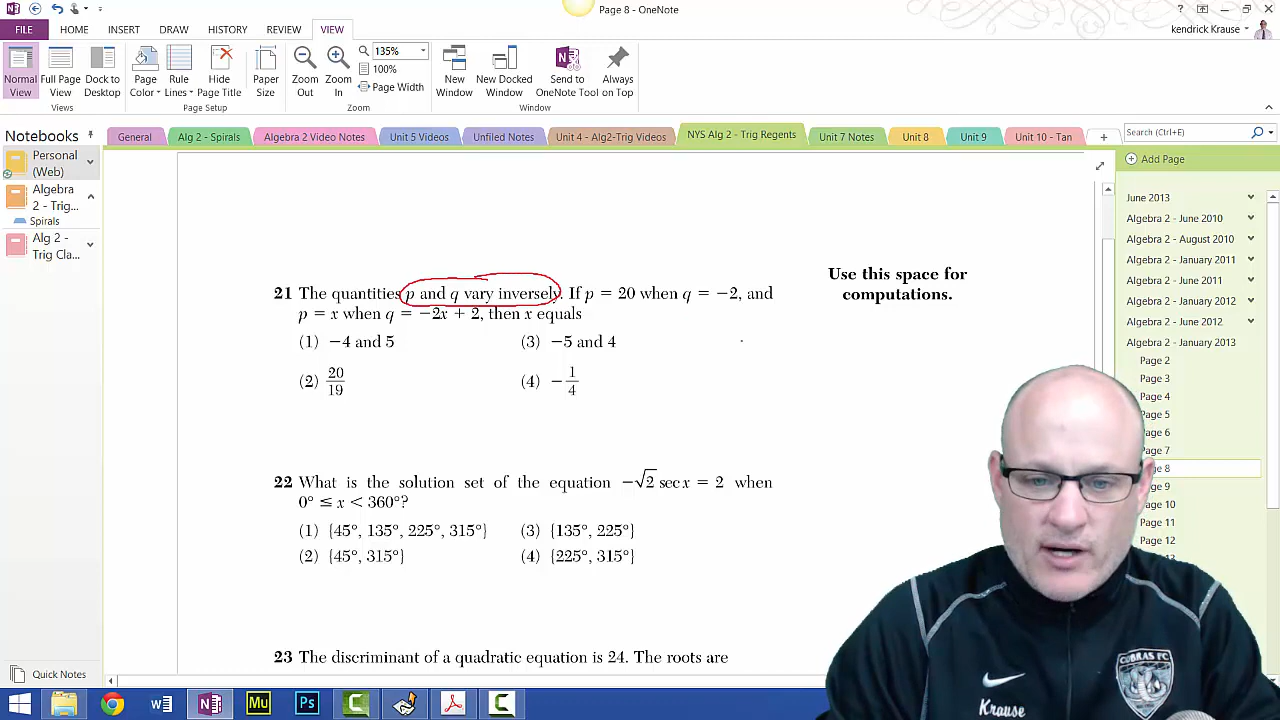 Page 8 - OneNote
FILE HOME INSERT DRAW HISTORY REVIEW VIEW
kendrick Krause
Normal View
Full Page View
Dock to Desktop
Views
Page Color
Rule Lines
Hide Page Title
Paper Size
Page Setup
Zoom Out
Zoom In
135%
100%
Page Width
Zoom
New Window
New Docked Window
Send to OneNote Tool
Always on Top
Window
Notebooks
General
Alg 2 - Spirals
Algebra 2 Video Notes
Unit 5 Videos
Unfiled Notes
Unit 4 - Alg2-Trig Videos
NYS Alg 2 - Trig Regents
Unit 7 Notes
Unit 8
Unit 9
Unit 10 - Tan
Search (Ctrl+E)
Personal (Web)
Algebra 2 - Trig...
Spirals
Alg 2 - Trig Cla...
Quick Notes
Use this space for
computations.
21 The quantities p and q vary inversely. If p = 20 when q = −2, and
p = x when q = −2x + 2, then x equals
(1) −4 and 5 (3) −5 and 4
(2) 20/19 (4) −1/4
22 What is the solution set of the equation −√2 sec x = 2 when
0° ≤ x < 360°?
(1) {45°, 135°, 225°, 315°} (3) {135°, 225°}
(2) {45°, 315°} (4) {225°, 315°}
23 The discriminant of a quadratic equation is 24. The roots are
Add Page
June 2013
Algebra 2 - June 2010
Algebra 2 - August 2010
Algebra 2 - January 2011
Algebra 2 - June 2011
Algebra 2 - January 2012
Algebra 2 - June 2012
Algebra 2 - January 2013
Page 2
Page 3
Page 4
Page 5
Page 6
Page 7
8
9
10
Page 11
Page 12
W
N
Mu
Ps
C
C
COBRAS FC
Krause